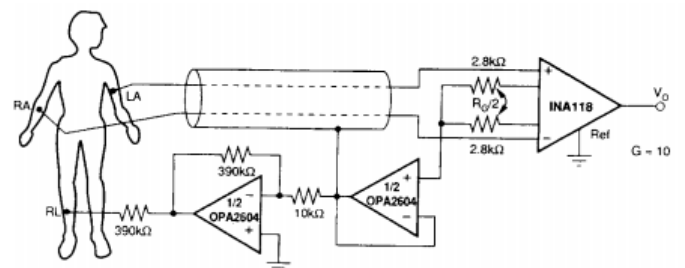 2.8kΩ
LA
RA
+
INA118
−
R_G/2
V_O
Ref
G = 10
2.8kΩ
390kΩ
−
1/2
OPA2604
+
10kΩ
+
1/2
OPA2604
−
RL
390kΩ